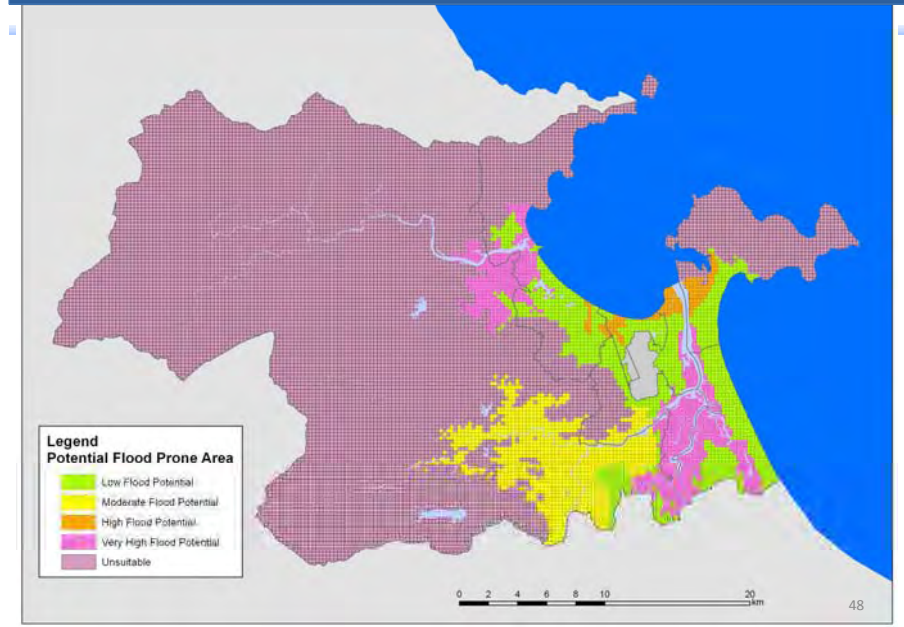 Legend
Potential Flood Prone Area
Low Flood Potential
Moderate Flood Potential
High Flood Potential
Very High Flood Potential
Unsuitable
0 2 4 6 8 10 20
km
48